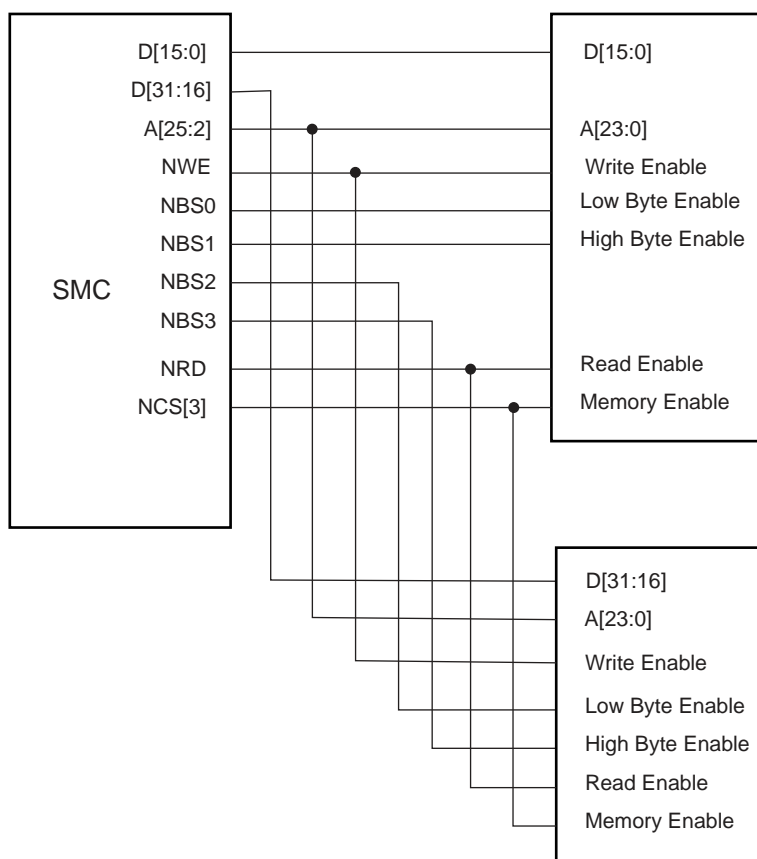 D[15:0]
D[31:16]
A[25:2]
NWE
NBS0
NBS1
NBS2
NBS3
NRD
NCS[3]
SMC
D[15:0]
A[23:0]
Write Enable
Low Byte Enable
High Byte Enable
Read Enable
Memory Enable
D[31:16]
A[23:0]
Write Enable
Low Byte Enable
High Byte Enable
Read Enable
Memory Enable